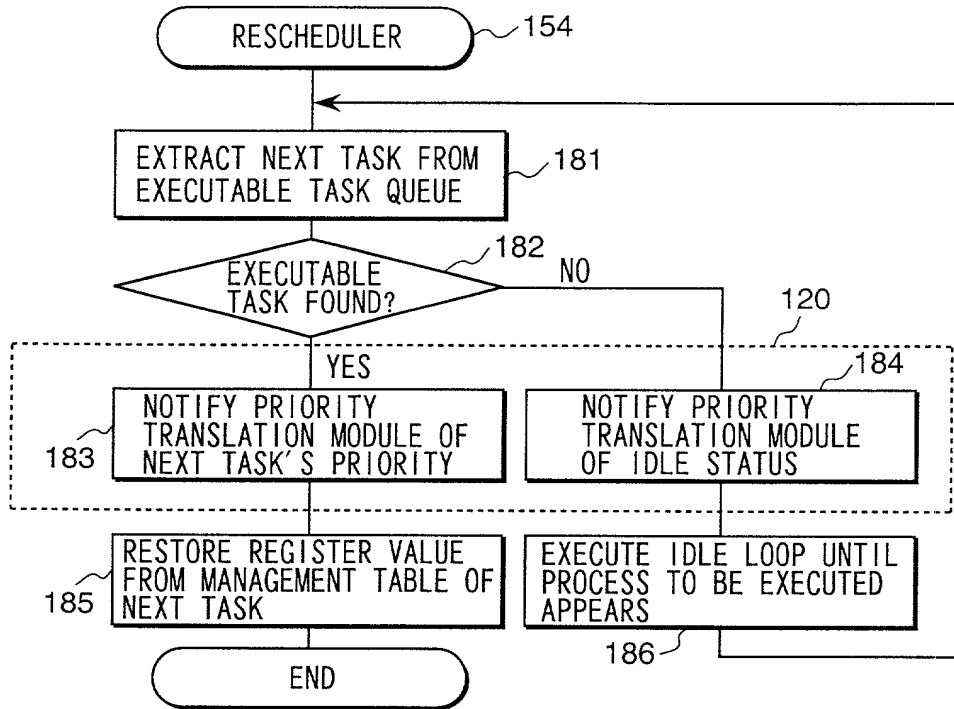 RESCHEDULER
154
EXTRACT NEXT TASK FROM
EXECUTABLE TASK QUEUE
181
182
EXECUTABLE
TASK FOUND?
NO
120
YES
184
NOTIFY PRIORITY
TRANSLATION MODULE OF
NEXT TASK'S PRIORITY
183
NOTIFY PRIORITY
TRANSLATION MODULE
OF IDLE STATUS
RESTORE REGISTER VALUE
FROM MANAGEMENT TABLE OF
NEXT TASK
185
EXECUTE IDLE LOOP UNTIL
PROCESS TO BE EXECUTED
APPEARS
186
END